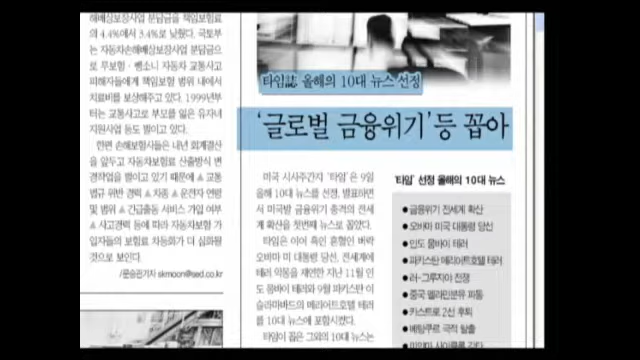 해배상보장사업 분담금을 책임보험료
의 4.4%에서 3.4%로 낮췄다. 국토부
는 자동차손해배상보장사업 분담금으
로 무보험·뺑소니 자동차 교통사고
피해자들에게 책임보험 범위 내에서
치료비를 보상해주고 있다. 1999년부
터는 교통사고로 부모를 잃은 유자녀
지원사업 등도 벌이고 있다.
한편 손해보험사들은 내년 회계결산
을 앞두고 자동차보험료 산출방식 변
경작업을 벌이고 있기 때문에 ▲교통
법규 위반 경력 ▲차종 ▲운전자 연령
및 범위 ▲긴급출동 서비스 가입 여부
▲사고경력 등에 따라 자동차보험 가
입자들의 보험료 차등화가 더 심화될
것으로 보인다.
/문승관기자 skmoon@sed.co.kr
타임誌 올해의 10대 뉴스 선정
'글로벌 금융위기' 등 꼽아
미국 시사주간지 '타임'은 9일
올해 10대 뉴스를 선정, 발표하면
서 미국발 금융위기 충격의 전세
계 확산을 첫번째 뉴스로 꼽았다.
타임은 이어 흑인 혼혈인 버락
오바마 미 대통령 당선, 전세계에
테러 악몽을 재연한 지난 11월 인
도 뭄바이 테러와 9월 파키스탄 이
슬라마바드의 메리어트호텔 테러
를 10대 뉴스에 포함시켰다.
타임이 꼽은 그외의 10대 뉴스는
'타임' 선정 올해의 10대 뉴스
●금융위기 전세계 확산
●오바마 미국 대통령 당선
●인도 뭄바이 테러
●파키스탄 메리어트호텔 테러
●러-그루지야 전쟁
●중국 멜라민분유 파동
●카스트로 2선 후퇴
●베탕쿠르 극적 탈출
●미얀마 사이클론 강타